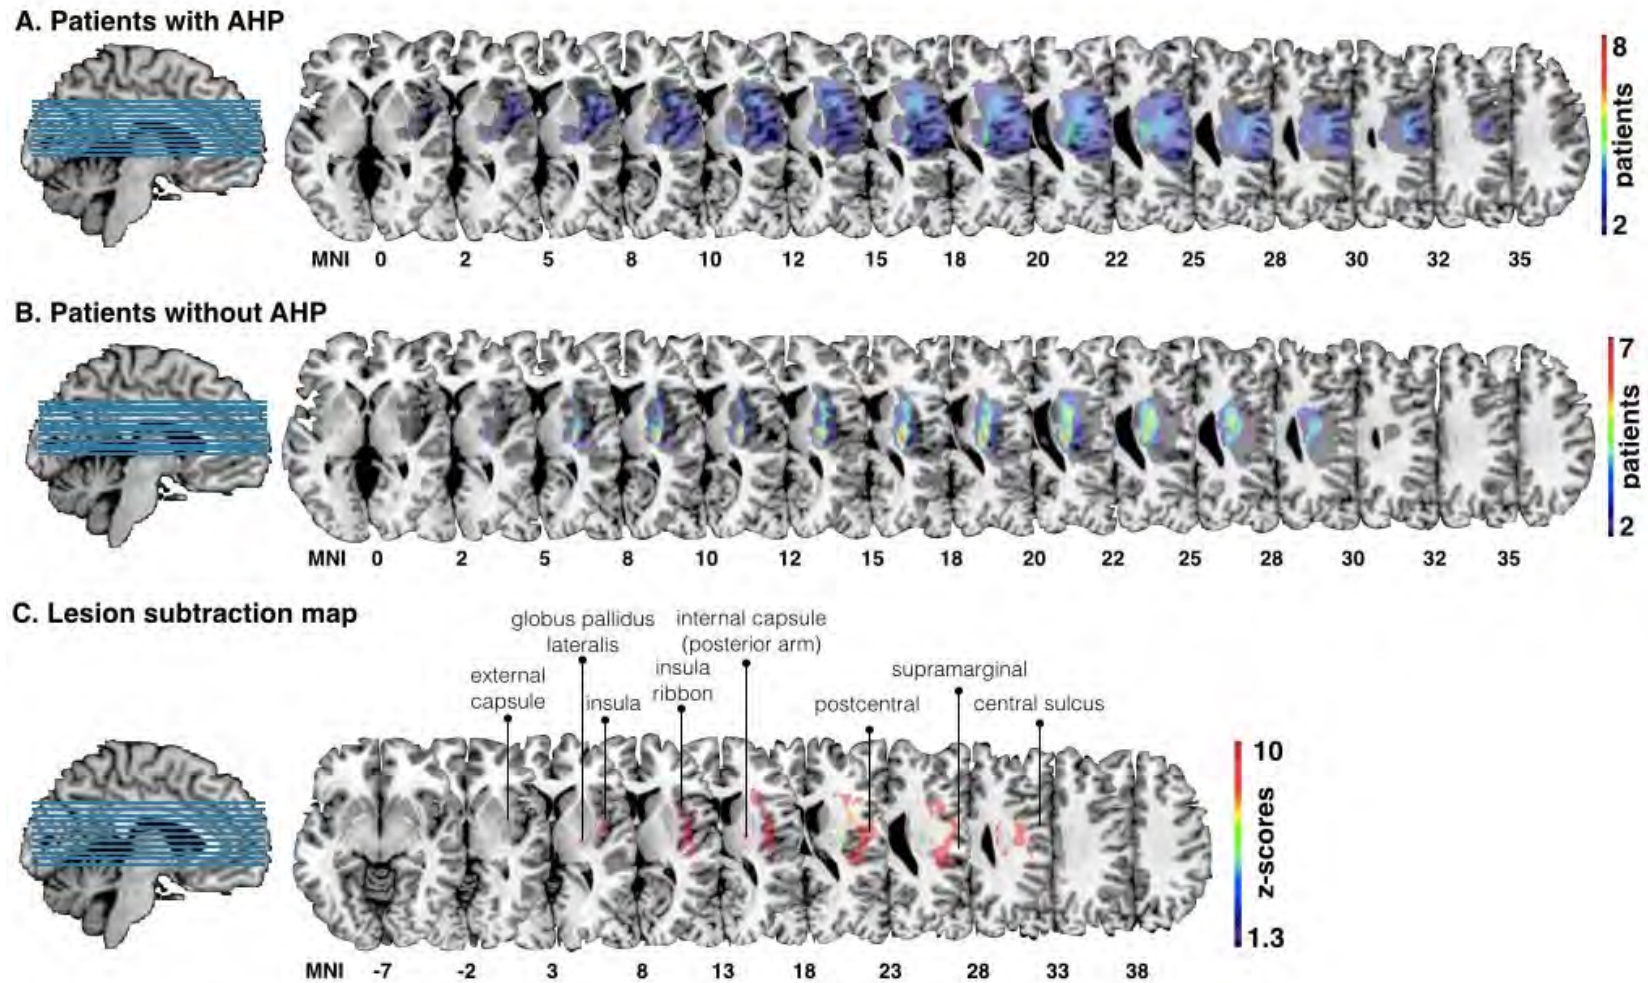 A. Patients with AHP
8
patients
2
MNI 0 2 5 8 10 12 15 18 20 22 25 28 30 32 35
B. Patients without AHP
7
patients
2
MNI 0 2 5 8 10 12 15 18 20 22 25 28 30 32 35
C. Lesion subtraction map
globus pallidus
lateralis
internal capsule
(posterior arm)
external
capsule
insula
insula
ribbon
supramarginal
postcentral
central sulcus
10
z-scores
1.3
MNI -7 -2 3 8 13 18 23 28 33 38